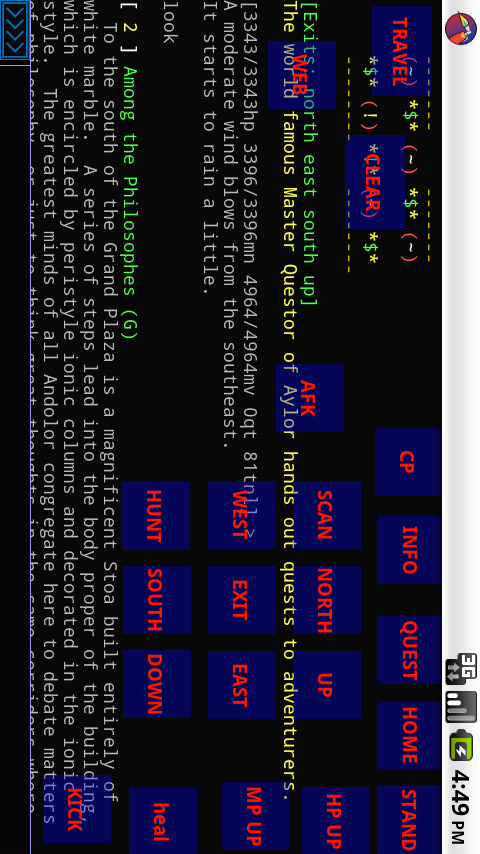 3G 4:49 PM
----- -----
(~) *$* (~) *$* (~)
*$* (!) *$* (~) *$*
----- -----
[Exits: north east south up]
The world famous Master Questor of Aylor hands out quests to adventurers.
[3343/3343hp 3396/3396mn 4964/4964mv 0qt 81tnl] >
A moderate wind blows from the southeast.
It starts to rain a little.
look
[ 2 ] Among the Philosophes (G)
To the south of the Grand Plaza is a magnificent Stoa built entirely of
white marble. A series of steps lead into the body proper of the building,
which is encircled by peristyle ionic columns and decorated in the ionic
style. The greatest minds of all Andolor congregate here to debate matters
of philosophy, or just to think great thoughts in the same corridors where
TRAVEL
CP
INFO
QUEST
HOME
STAND
CLEAR
WEB
AFK
SCAN
NORTH
UP
HP UP
WEST
EXIT
EAST
MP UP
HUNT
SOUTH
DOWN
heal
KICK